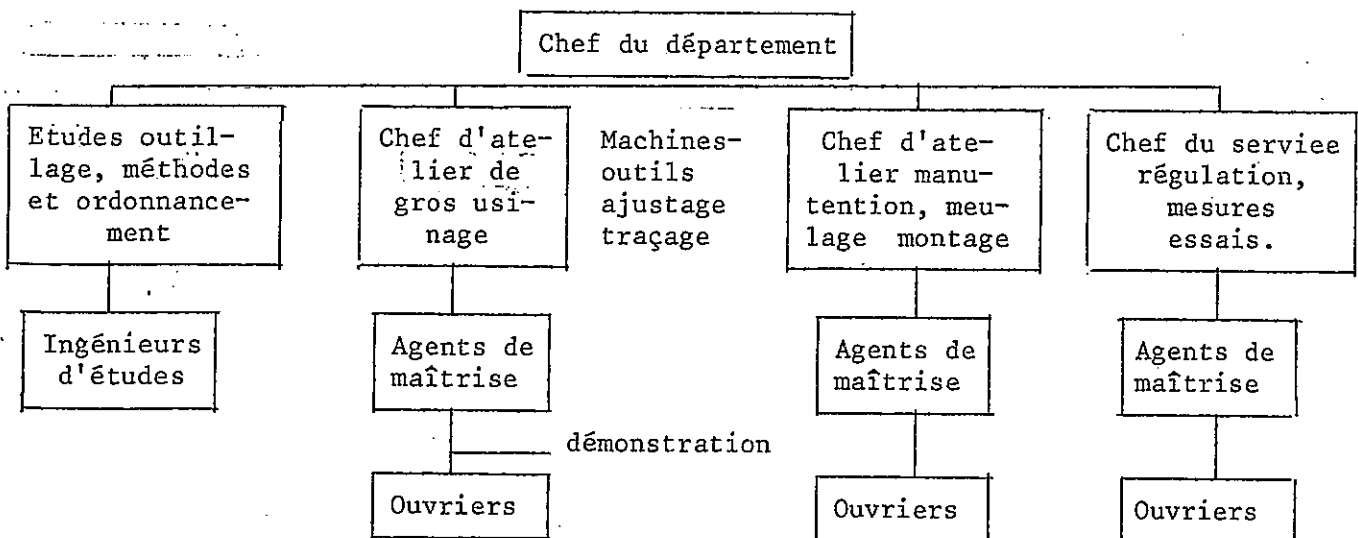 Chef du département
Etudes outil-
lage, méthodes
et ordonnance-
ment
Chef d'ate-
lier de
gros usi-
nage
Machines-
outils
ajustage
traçage
Chef d'ate-
lier manu-
tention, meu-
lage montage
Chef du serviee
régulation,
mesures
essais.
Ingénieurs
d'études
Agents de
maîtrise
Agents de
maîtrise
Agents de
maîtrise
démonstration
Ouvriers
Ouvriers
Ouvriers